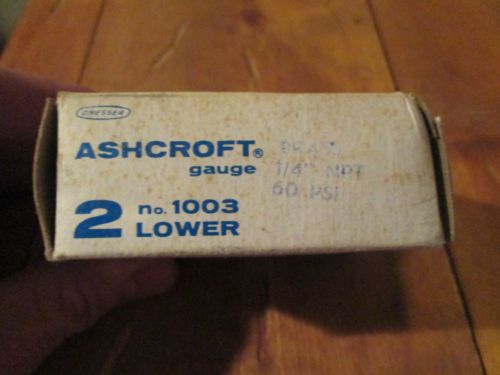 DRESSER
ASHCROFT®
gauge
2 no. 1003
LOWER
1/4" NPT
60 PSI